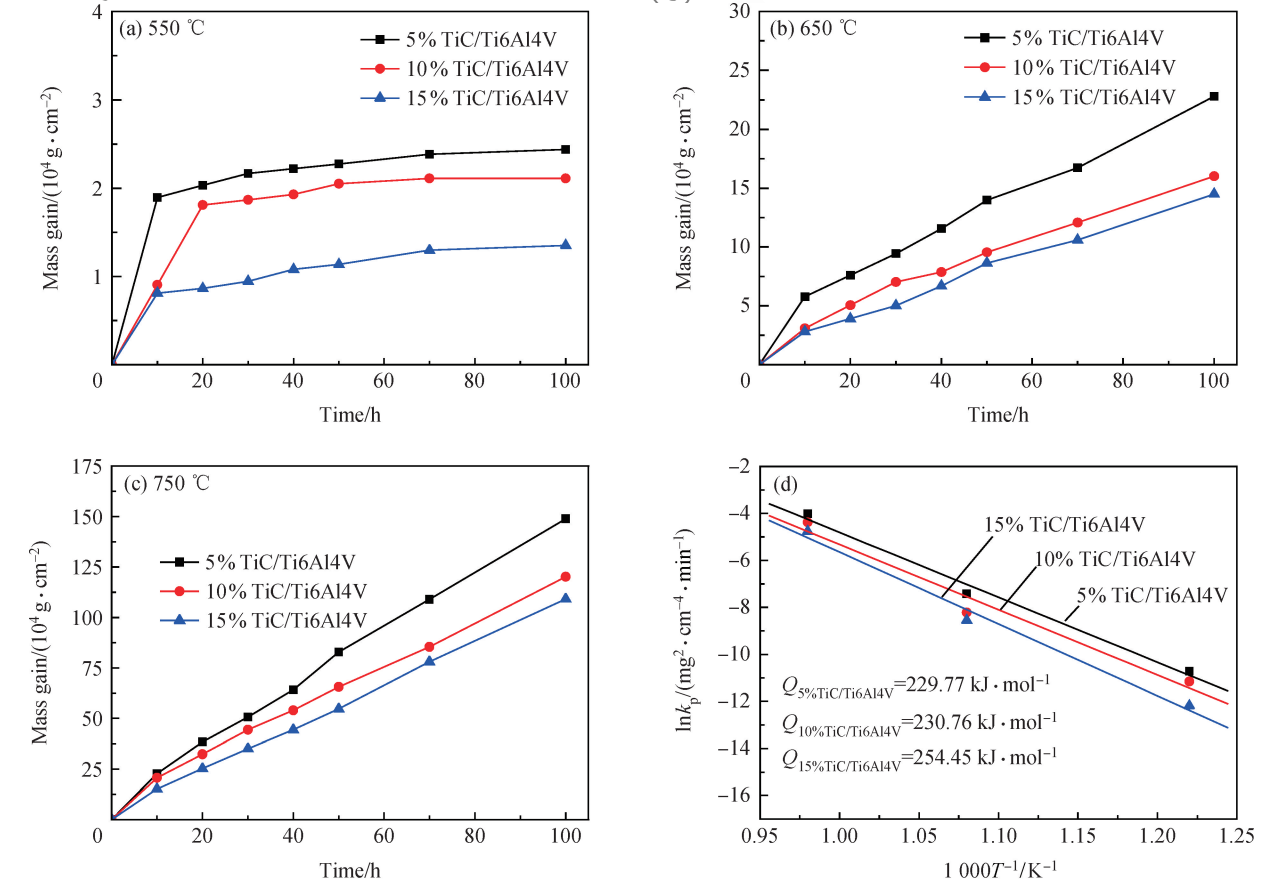 (a) 550 ℃
5% TiC/Ti6Al4V
10% TiC/Ti6Al4V
15% TiC/Ti6Al4V
4
3
2
1
0
20
40
60
80
100
Mass gain/(10⁴ g·cm⁻²)
Time/h
(b) 650 ℃
5% TiC/Ti6Al4V
10% TiC/Ti6Al4V
15% TiC/Ti6Al4V
30
25
20
15
10
5
0
20
40
60
80
100
Mass gain/(10⁴ g·cm⁻²)
Time/h
(c) 750 ℃
5% TiC/Ti6Al4V
10% TiC/Ti6Al4V
15% TiC/Ti6Al4V
175
150
125
100
75
50
25
0
20
40
60
80
100
Mass gain/(10⁴ g·cm⁻²)
Time/h
(d)
15% TiC/Ti6Al4V
10% TiC/Ti6Al4V
5% TiC/Ti6Al4V
Q5%TiC/Ti6Al4V=229.77 kJ·mol⁻¹
Q10%TiC/Ti6Al4V=230.76 kJ·mol⁻¹
Q15%TiC/Ti6Al4V=254.45 kJ·mol⁻¹
−2
−4
−6
−8
−10
−12
−14
−16
0.95
1.00
1.05
1.10
1.15
1.20
1.25
lnkp/(mg²·cm⁻⁴·min⁻¹)
1 000T⁻¹/K⁻¹